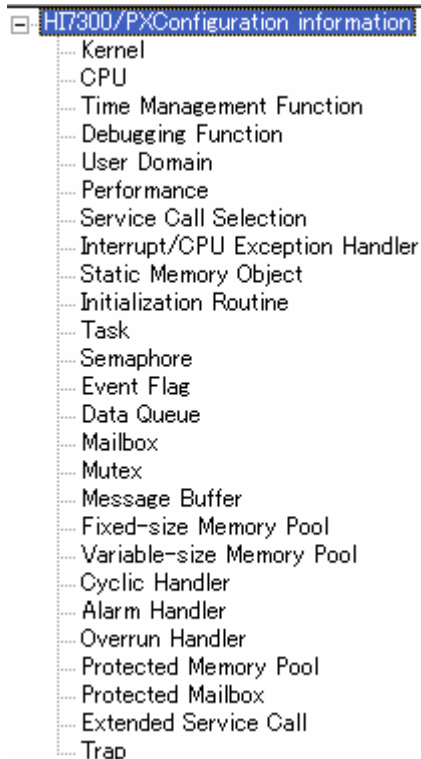 HI7300/PXConfiguration information
Kernel
CPU
Time Management Function
Debugging Function
User Domain
Performance
Service Call Selection
Interrupt/CPU Exception Handler
Static Memory Object
Initialization Routine
Task
Semaphore
Event Flag
Data Queue
Mailbox
Mutex
Message Buffer
Fixed-size Memory Pool
Variable-size Memory Pool
Cyclic Handler
Alarm Handler
Overrun Handler
Protected Memory Pool
Protected Mailbox
Extended Service Call
Trap